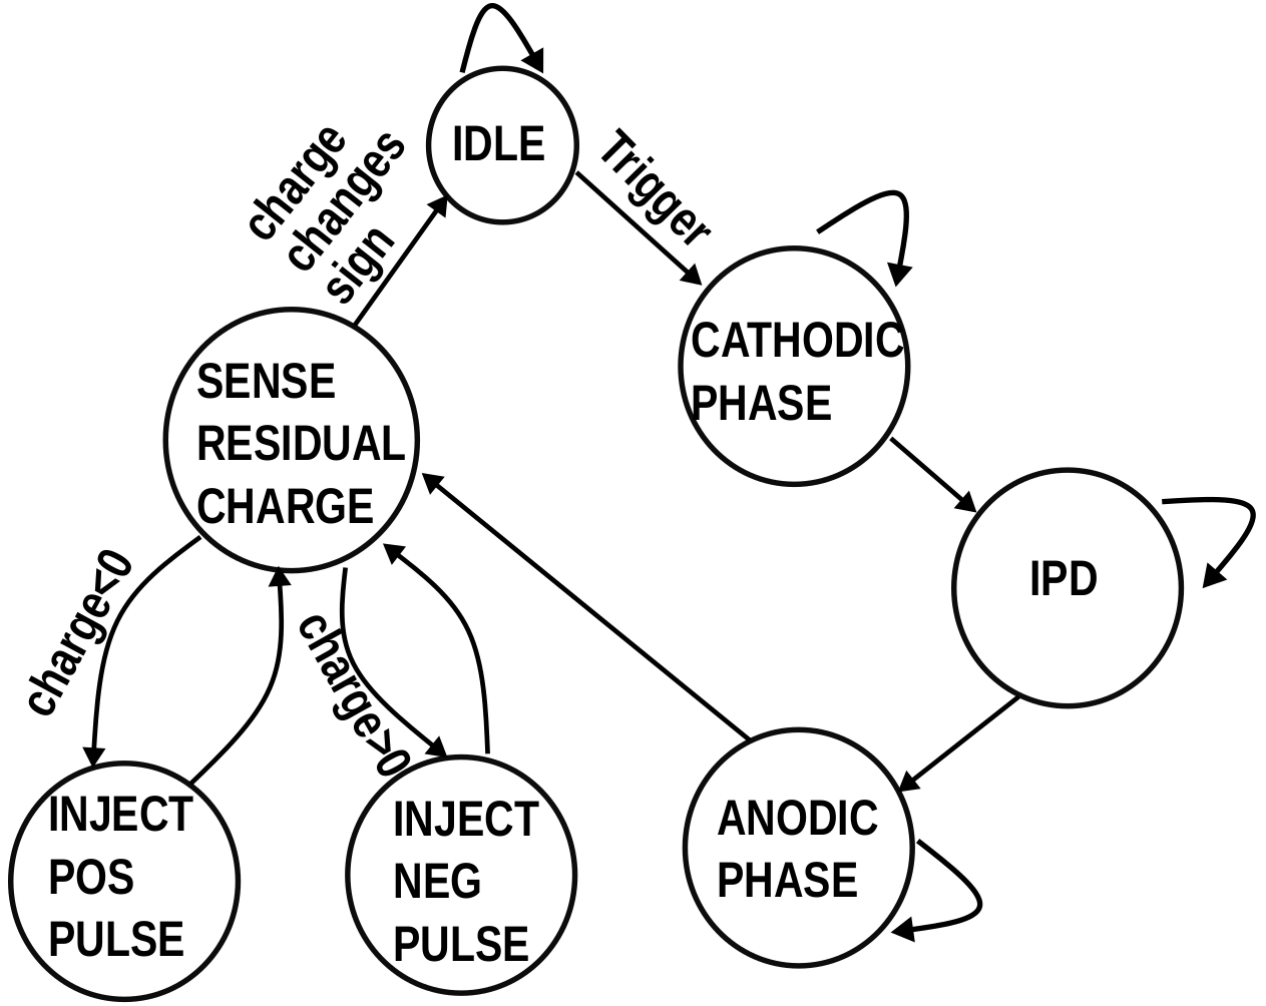 IDLE
Trigger
charge
changes
sign
CATHODIC
PHASE
SENSE
RESIDUAL
CHARGE
IPD
charge<0
charge>0
INJECT
POS
PULSE
INJECT
NEG
PULSE
ANODIC
PHASE